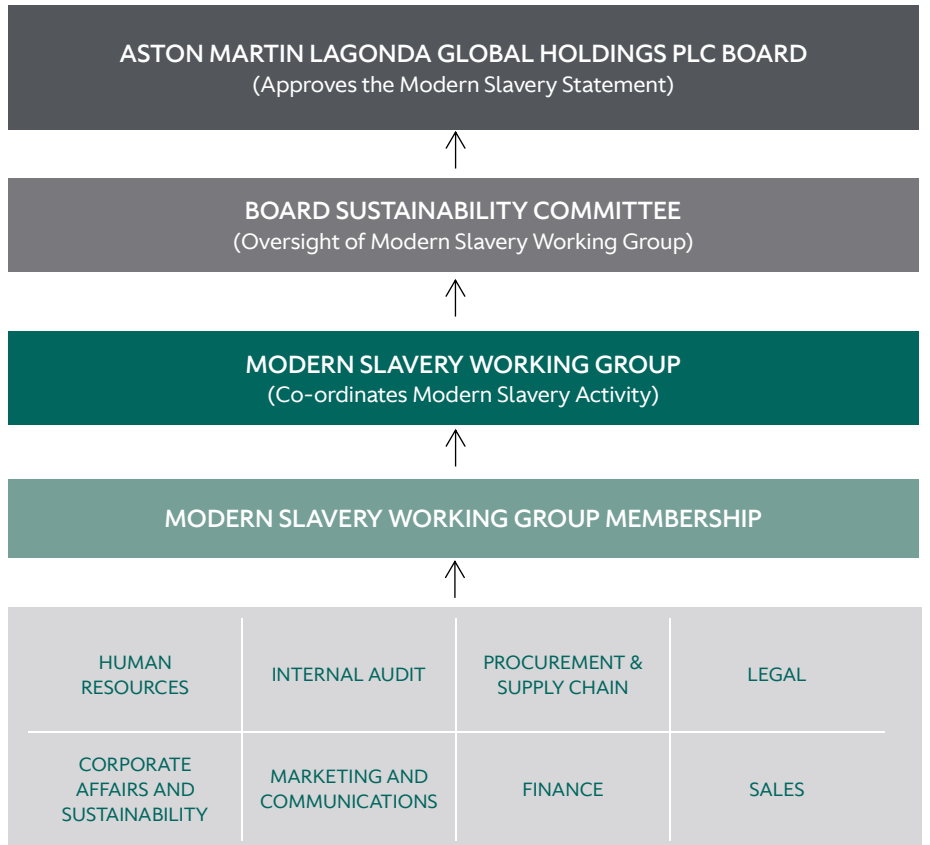 ASTON MARTIN LAGONDA GLOBAL HOLDINGS PLC BOARD
(Approves the Modern Slavery Statement)
BOARD SUSTAINABILITY COMMITTEE
(Oversight of Modern Slavery Working Group)
MODERN SLAVERY WORKING GROUP
(Co-ordinates Modern Slavery Activity)
MODERN SLAVERY WORKING GROUP MEMBERSHIP
HUMAN
RESOURCES
INTERNAL AUDIT
PROCUREMENT &
SUPPLY CHAIN
LEGAL
CORPORATE
AFFAIRS AND
SUSTAINABILITY
MARKETING AND
COMMUNICATIONS
FINANCE
SALES